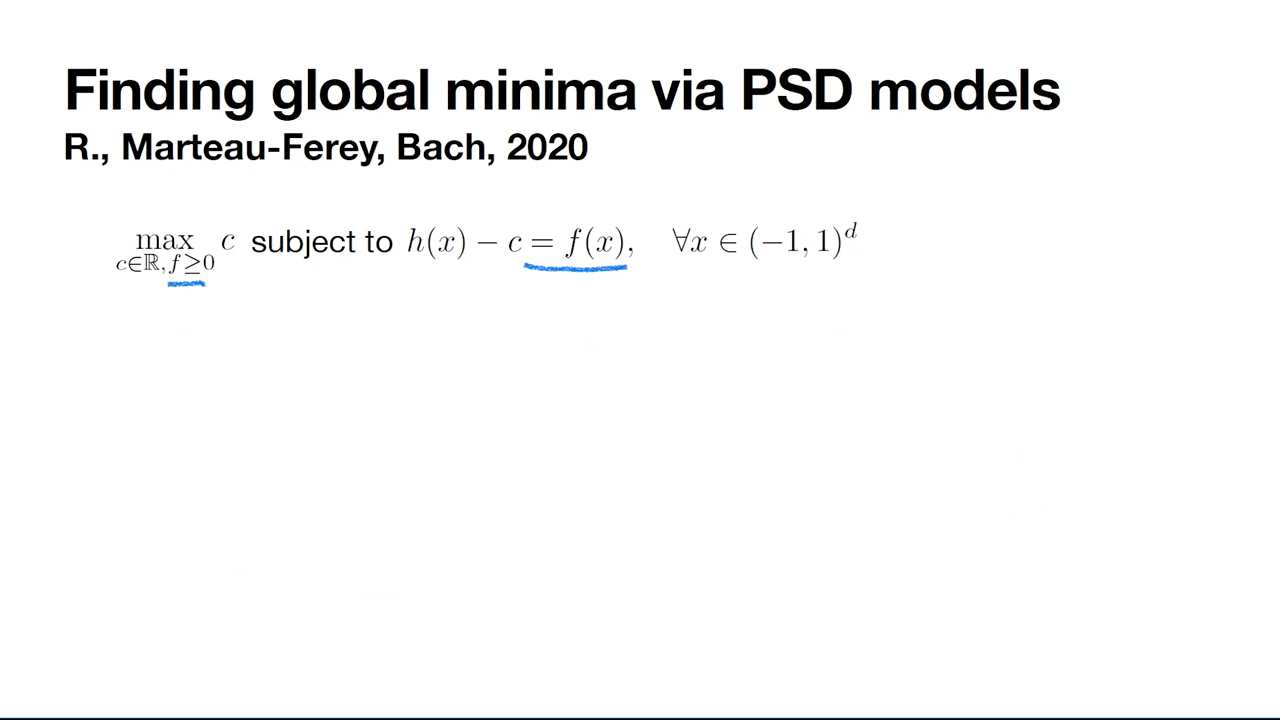 Finding global minima via PSD models
R., Marteau-Ferey, Bach, 2020
max c subject to h(x) − c = f(x), ∀x ∈ (−1, 1)^d
c∈ℝ, f≥0